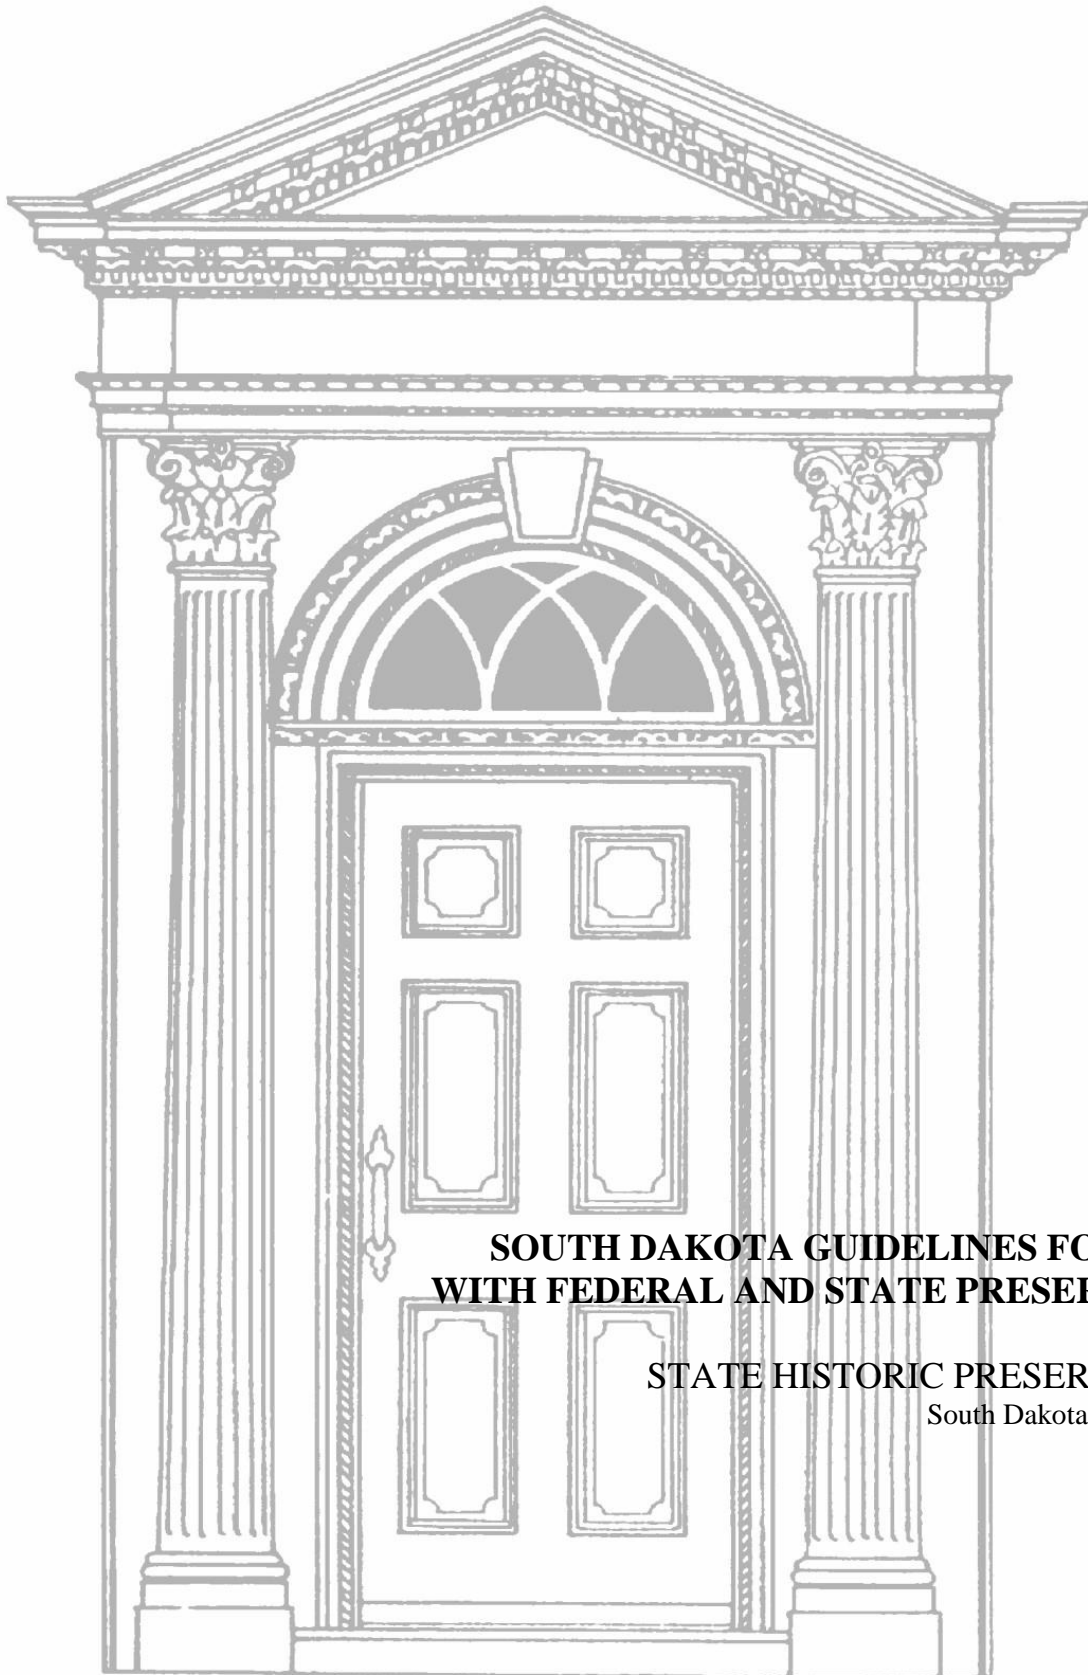 SOUTH DAKOTA GUIDELINES FO
WITH FEDERAL AND STATE PRESER
STATE HISTORIC PRESER
South Dakota